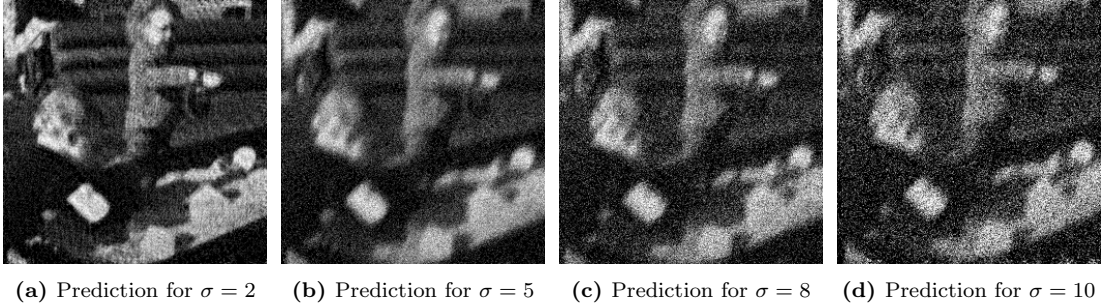 (a) Prediction for σ = 2 (b) Prediction for σ = 5 (c) Prediction for σ = 8 (d) Prediction for σ = 10